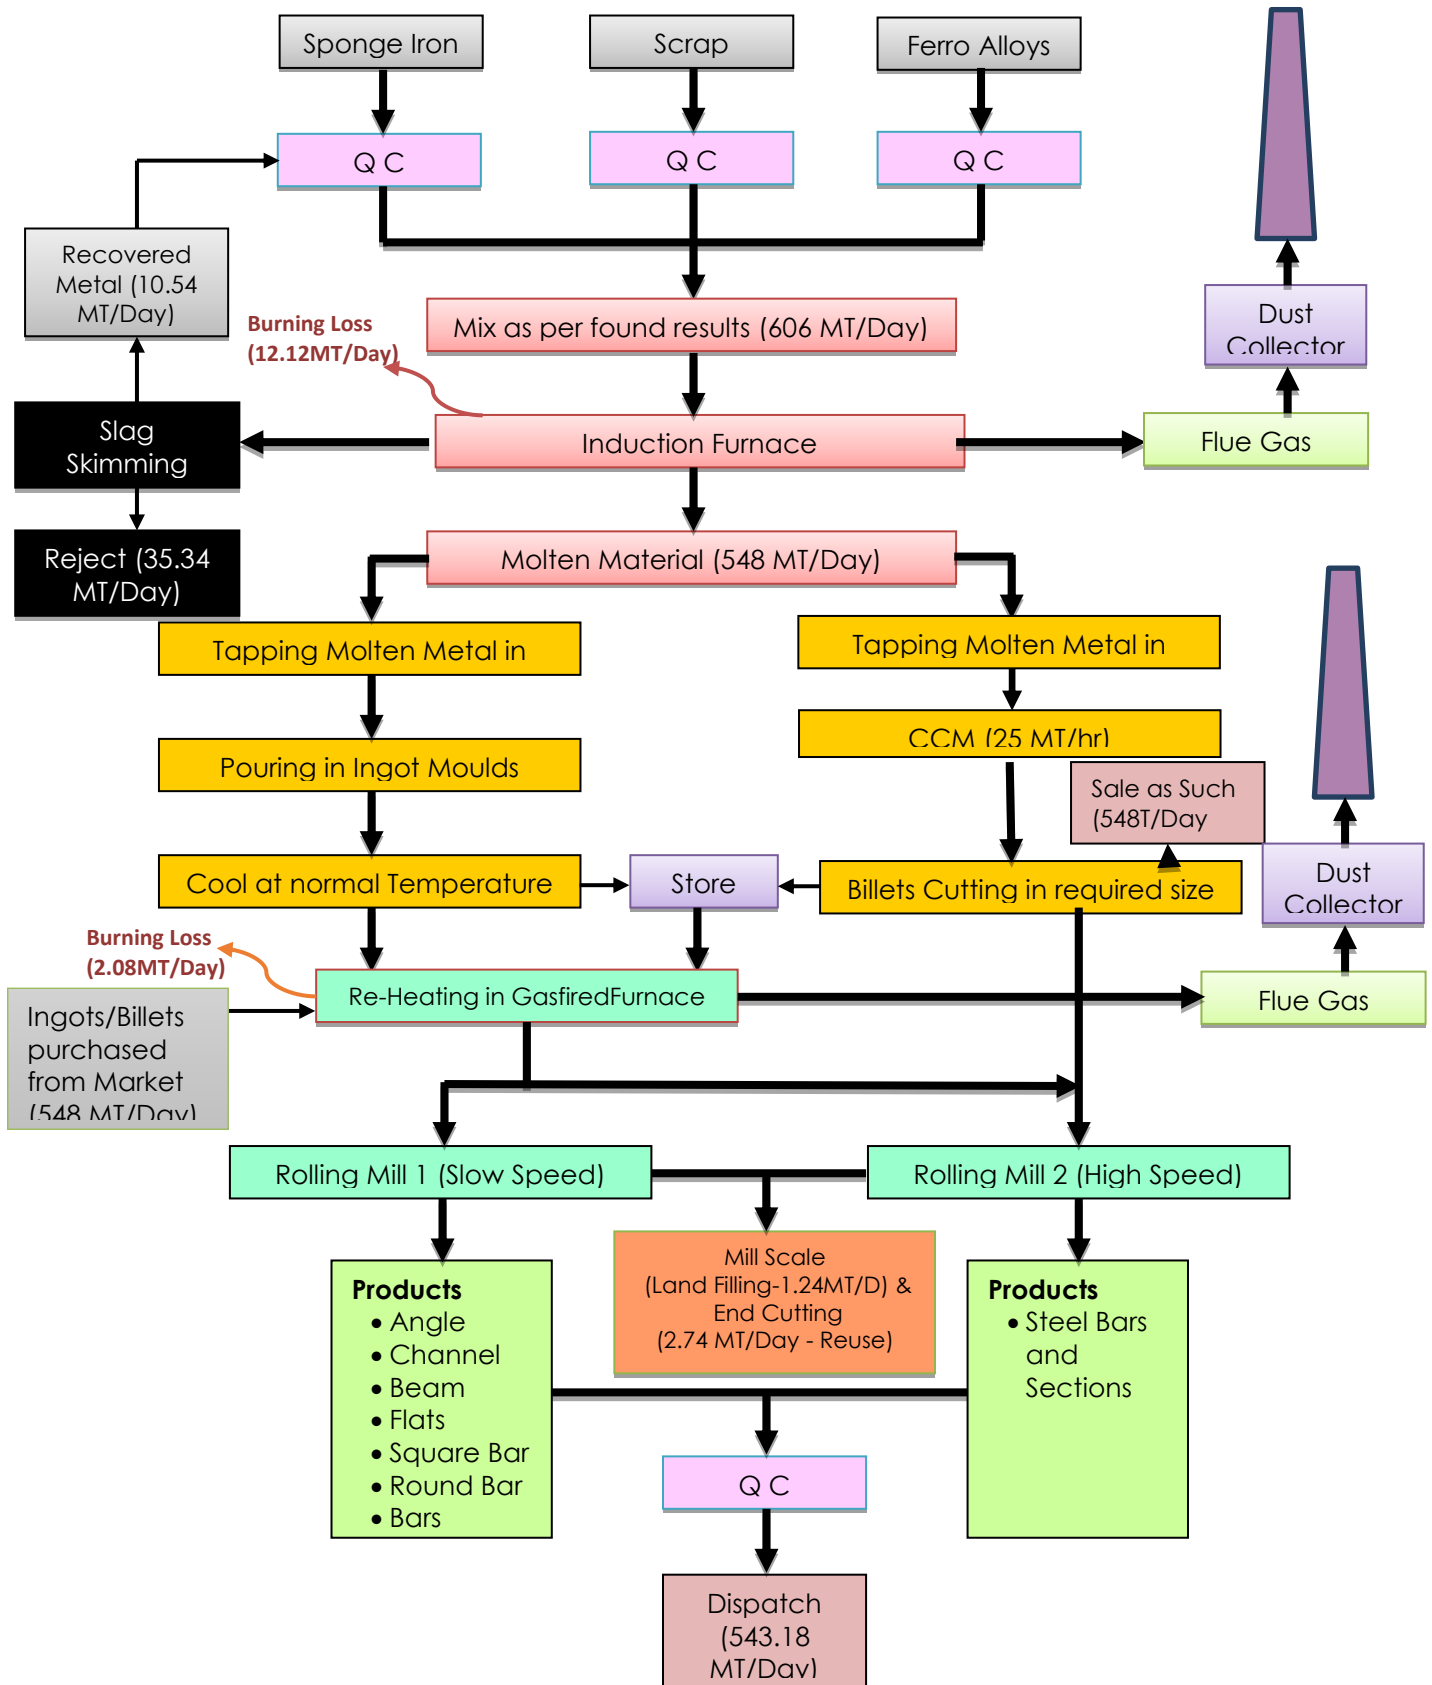 Sponge Iron
Scrap
Ferro Alloys
Q C
Q C
Q C
Recovered
Metal (10.54
MT/Day)
Burning Loss
(12.12MT/Day)
Mix as per found results (606 MT/Day)
Dust
Collector
Slag
Skimming
Induction Furnace
Flue Gas
Reject (35.34
MT/Day)
Molten Material (548 MT/Day)
Tapping Molten Metal in
Tapping Molten Metal in
Pouring in Ingot Moulds
CCM (25 MT/hr)
Sale as Such
(548T/Day
Cool at normal Temperature
Store
Billets Cutting in required size
Dust
Collector
Burning Loss
(2.08MT/Day)
Re-Heating in GasfiredFurnace
Flue Gas
Ingots/Billets
purchased
from Market
(548 MT/Day)
Rolling Mill 1 (Slow Speed)
Rolling Mill 2 (High Speed)
Products
• Angle
• Channel
• Beam
• Flats
• Square Bar
• Round Bar
• Bars
Mill Scale
(Land Filling-1.24MT/D) &
End Cutting
(2.74 MT/Day - Reuse)
Products
• Steel Bars
and
Sections
Q C
Dispatch
(543.18
MT/Day)